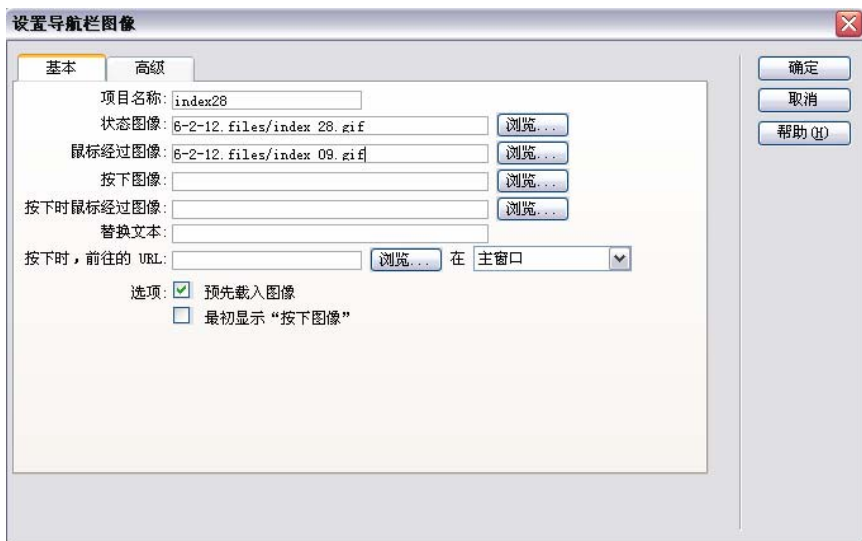 设置导航栏图像
基本 高级
确定
取消
帮助(H)
项目名称: index28
状态图像: 6-2-12.files/index_28.gif 浏览...
鼠标经过图像: 6-2-12.files/index_09.gif 浏览...
按下图像: 浏览...
按下时鼠标经过图像: 浏览...
替换文本:
按下时，前往的 URL: 浏览... 在 主窗口
选项: 预先载入图像
最初显示“按下图像”